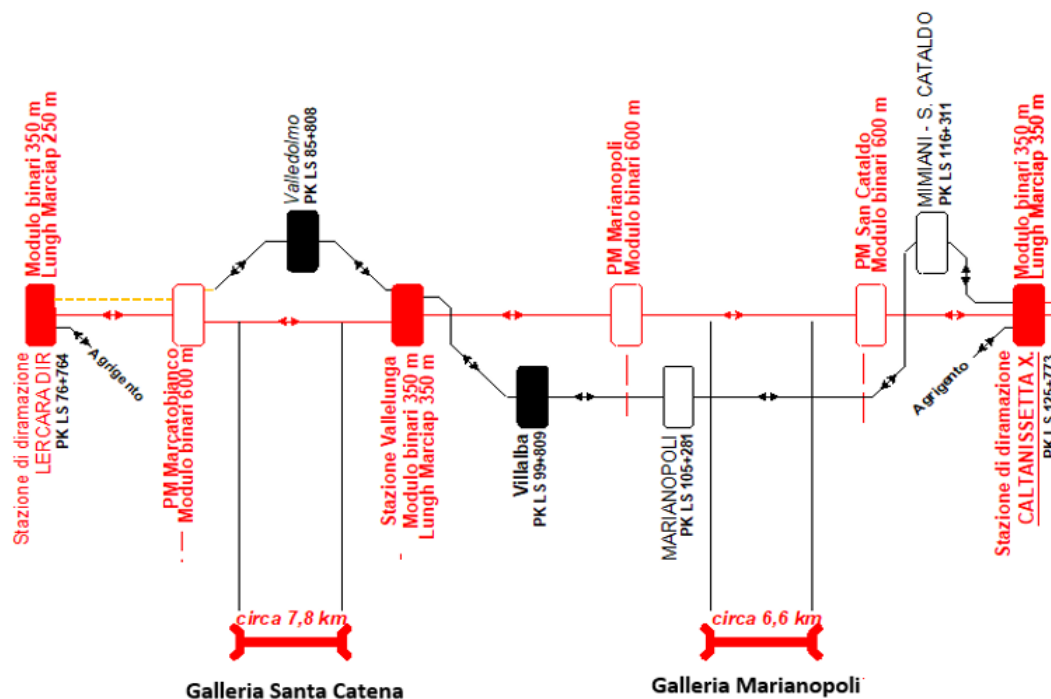 Stazione di diramazione
LERCARA DIR
PK LS 76+764
Modulo binari 350 m
Lungh Marciap 250 m
Agrigento
PM Marcatobianco
Modulo binari 600 m
Valledolmo
PK LS 85+808
Stazione Vallelunga
Modulo binari 350 m
Lungh Marciap 350 m
Villalba
PK LS 99+809
PM Marianopoli
Modulo binari 600 m
MARIANOPOLI
PK LS 105+281
PM San Cataldo
Modulo binari 600 m
MIMIANI - S. CATALDO
PK LS 116+311
Modulo binari 350 m
Lungh Marciap 350 m
Agrigento
Stazione di diramazione
CALTANISSETTA X.
PK LS 125+773
circa 7,8 km
circa 6,6 km
Galleria Santa Catena
Galleria Marianopoli